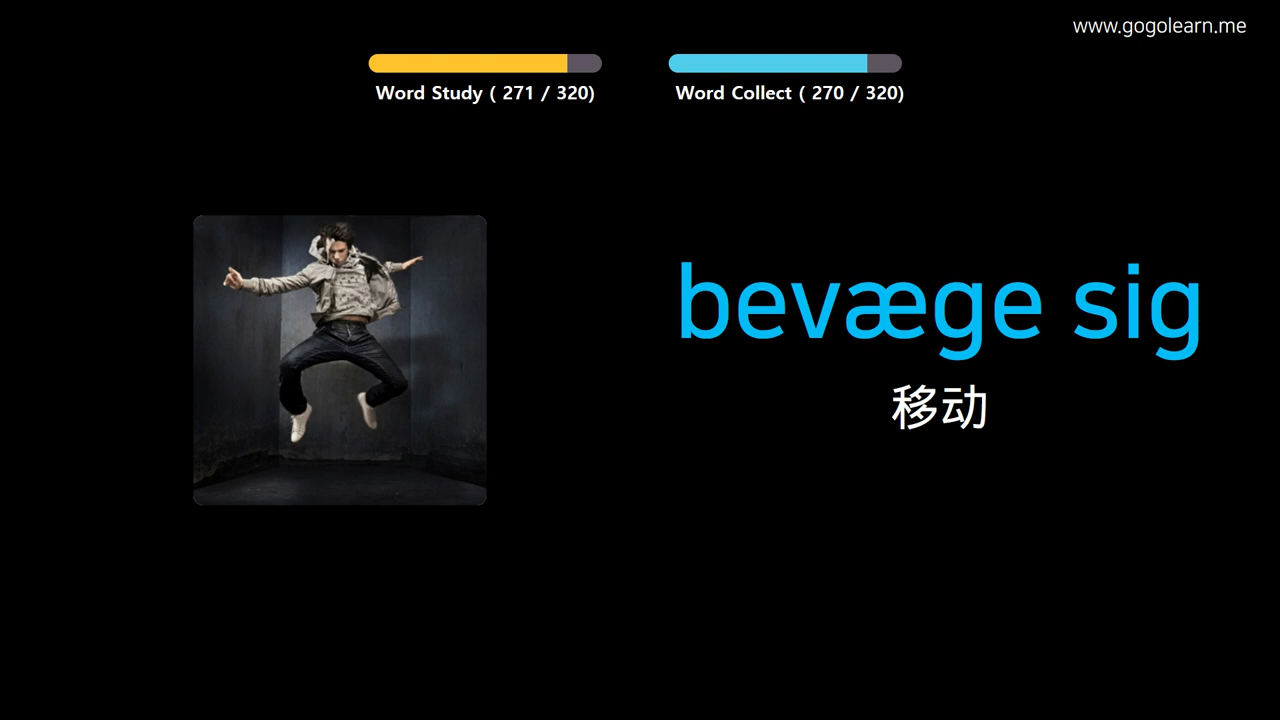 www.gogolearn.me
Word Study ( 271 / 320)
Word Collect ( 270 / 320)
bevæge sig
移动